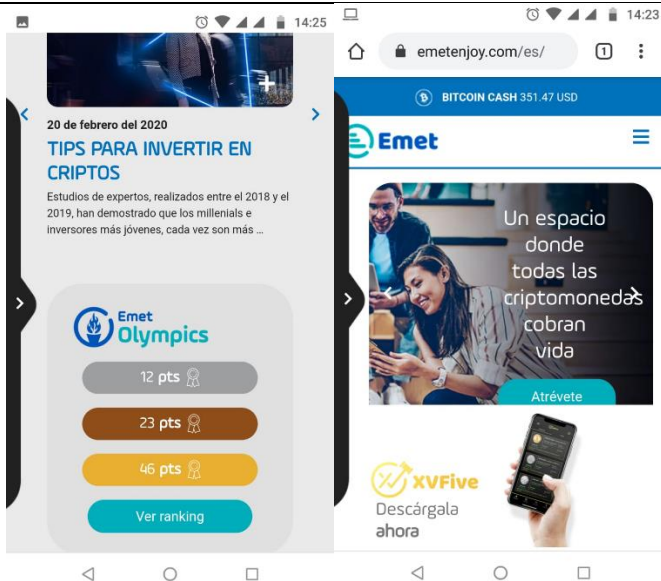 14:25
20 de febrero del 2020
TIPS PARA INVERTIR EN
CRIPTOS
Estudios de expertos, realizados entre el 2018 y el
2019, han demostrado que los millenials e
inversores más jóvenes, cada vez son más ...
Emet
Olympics
12 pts
23 pts
46 pts
Ver ranking
14:23
emetenjoy.com/es/
1
BITCOIN CASH 351.47 USD
Emet
Un espacio
donde
todas las
criptomonedas
cobran
vida
Atrévete
XVFive
Descárgala
ahora